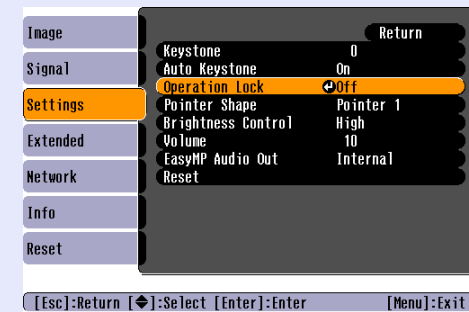 Image
Signal
Settings
Extended
Network
Info
Reset
Return
Keystone 0
Auto Keystone On
Operation Lock Off
Pointer Shape Pointer 1
Brightness Control High
Volume 10
EasyMP Audio Out Internal
Reset
[Esc]:Return [◆]:Select [Enter]:Enter [Menu]:Exit